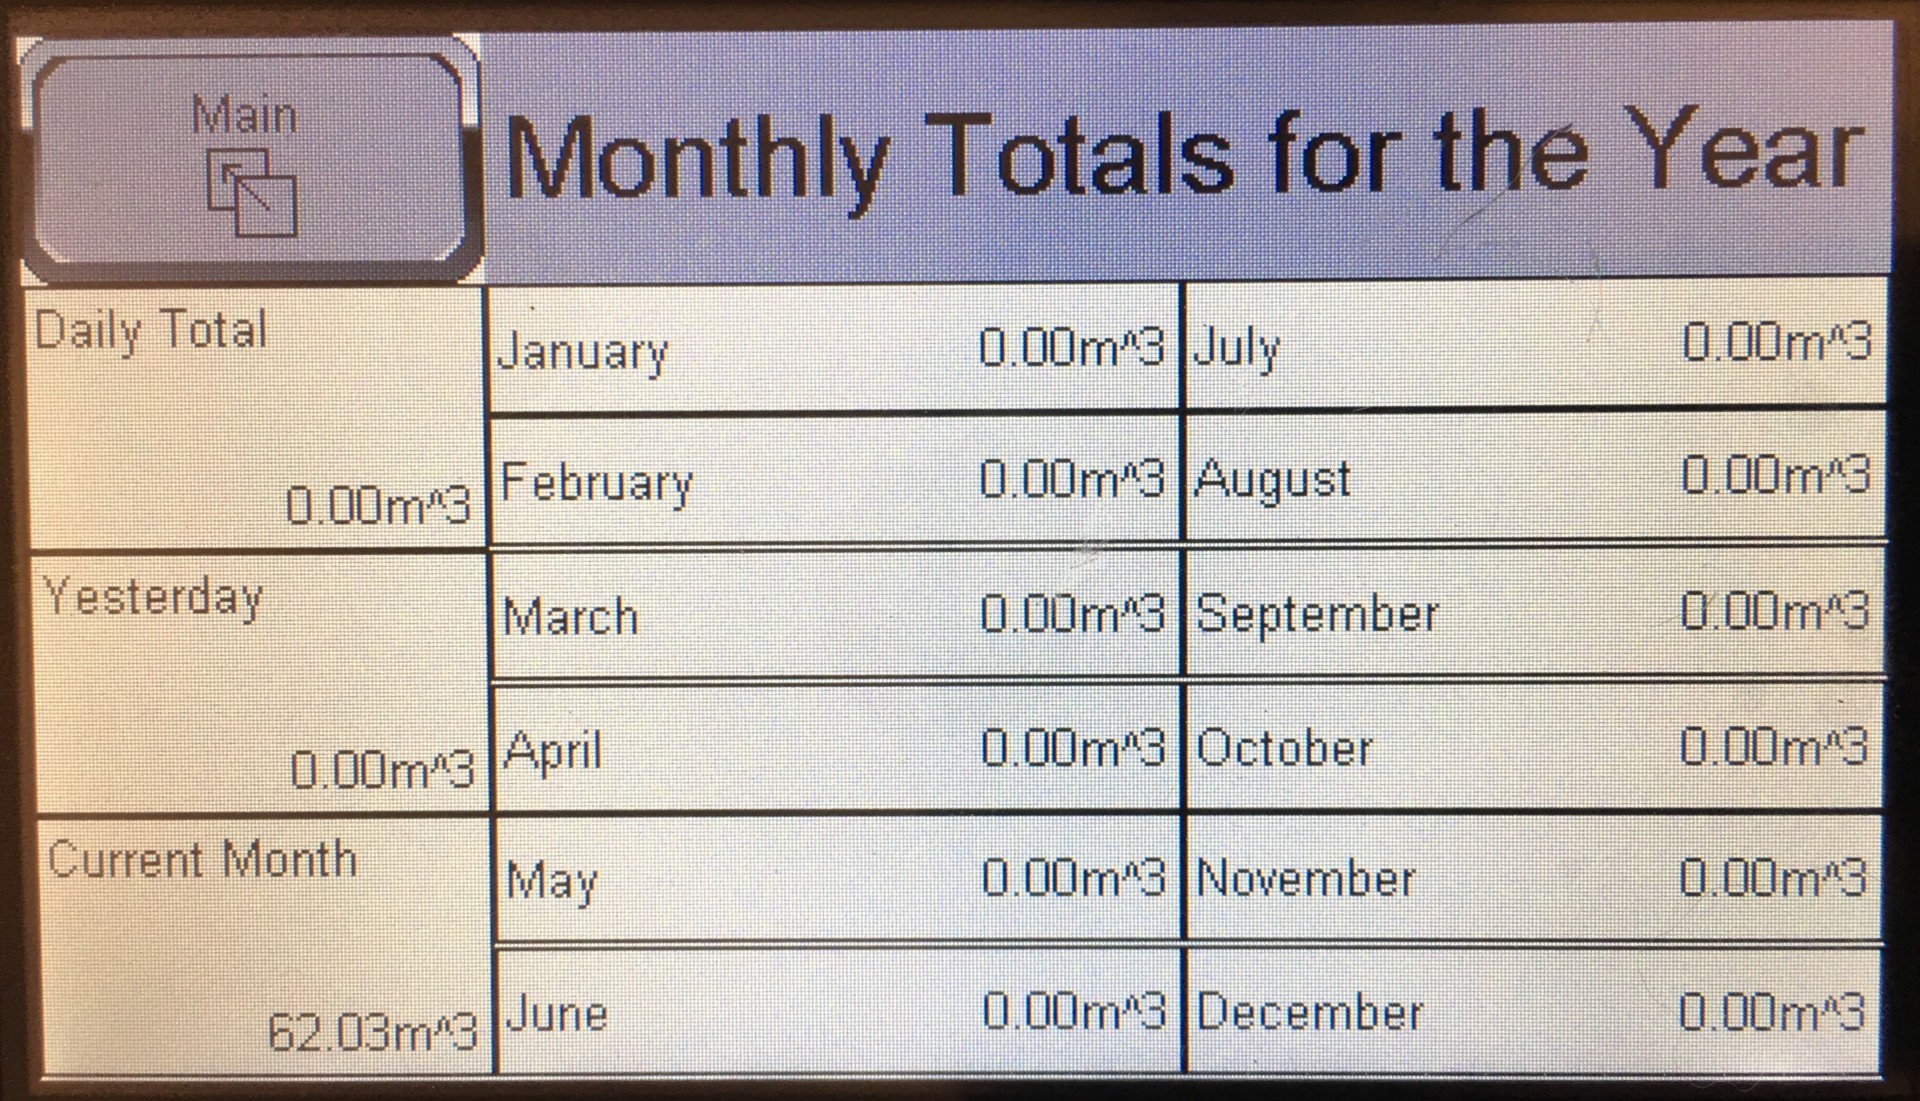 Main
Monthly Totals for the Year
Daily Total
0.00m^3
Yesterday
0.00m^3
Current Month
62.03m^3
January 0.00m^3
February 0.00m^3
March 0.00m^3
April 0.00m^3
May 0.00m^3
June 0.00m^3
July 0.00m^3
August 0.00m^3
September 0.00m^3
October 0.00m^3
November 0.00m^3
December 0.00m^3